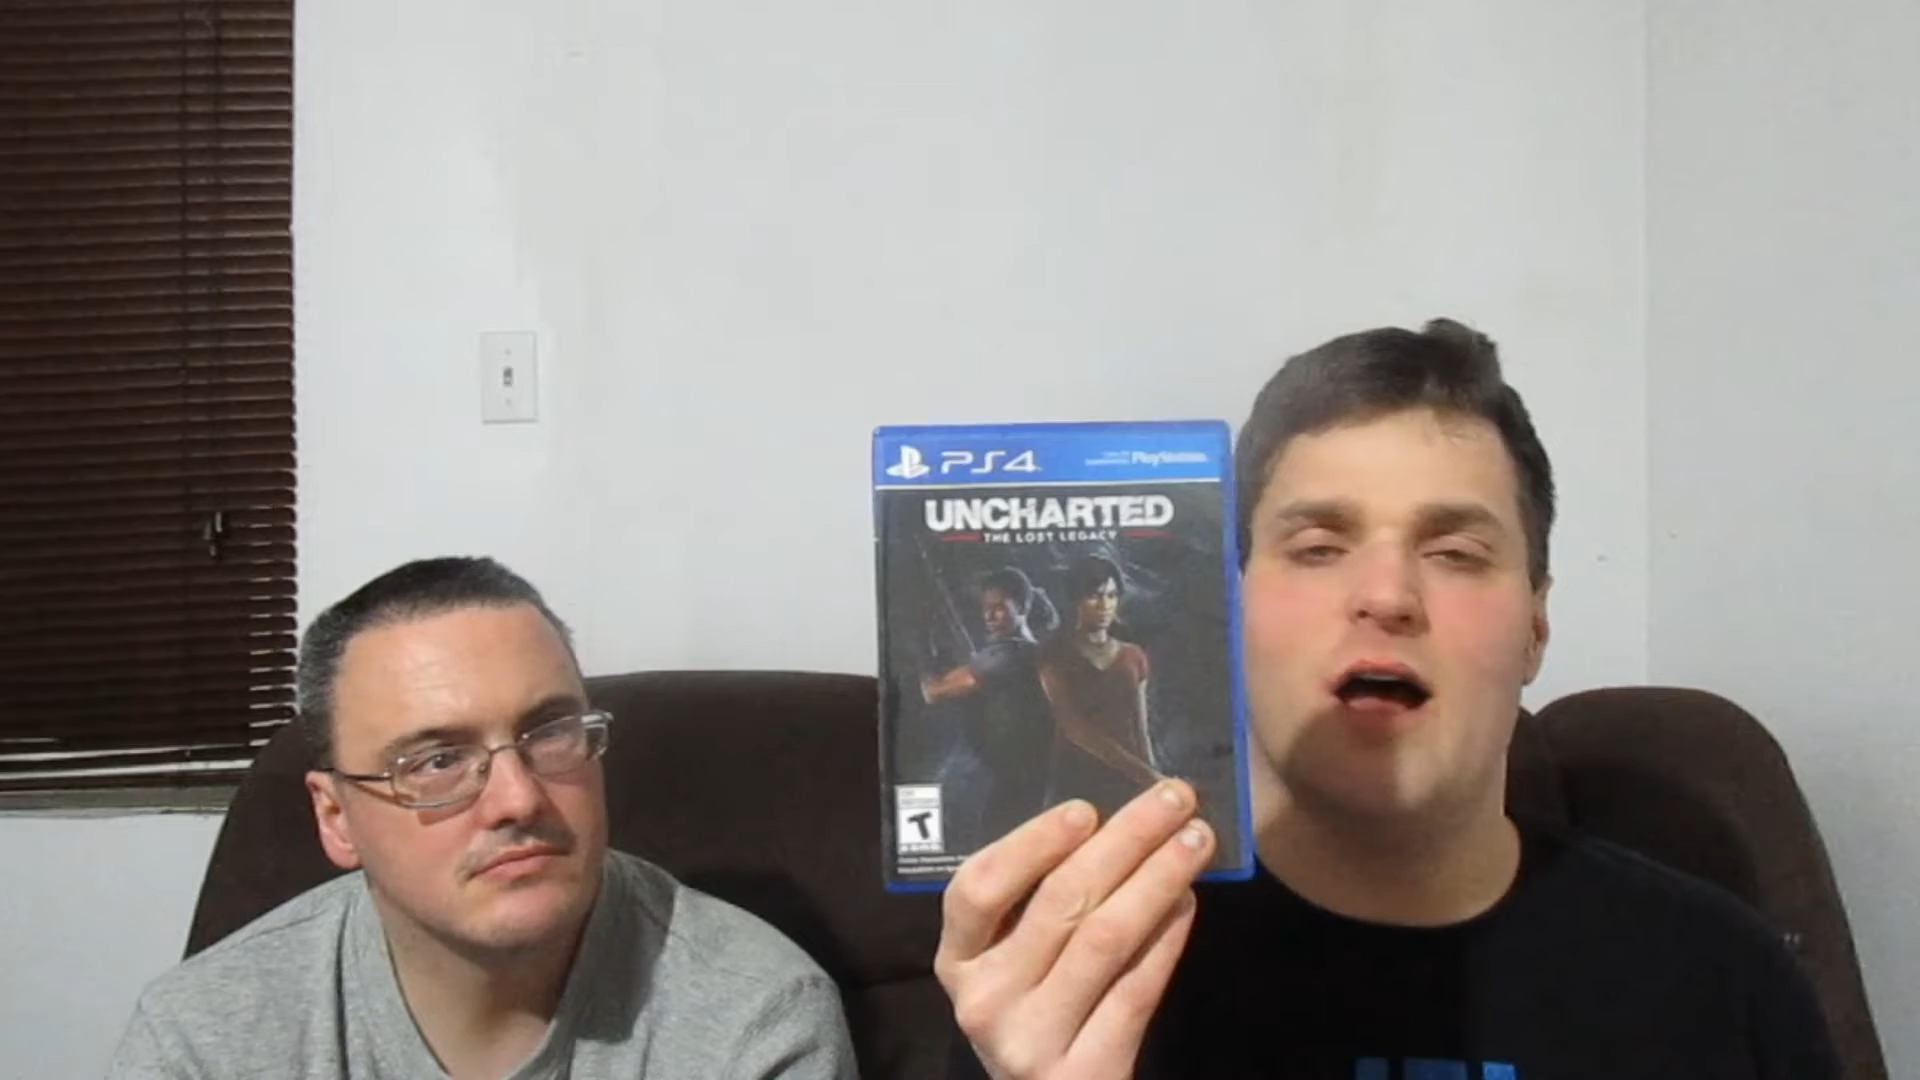 PS4
PlayStation
UNCHARTED
THE LOST LEGACY
T